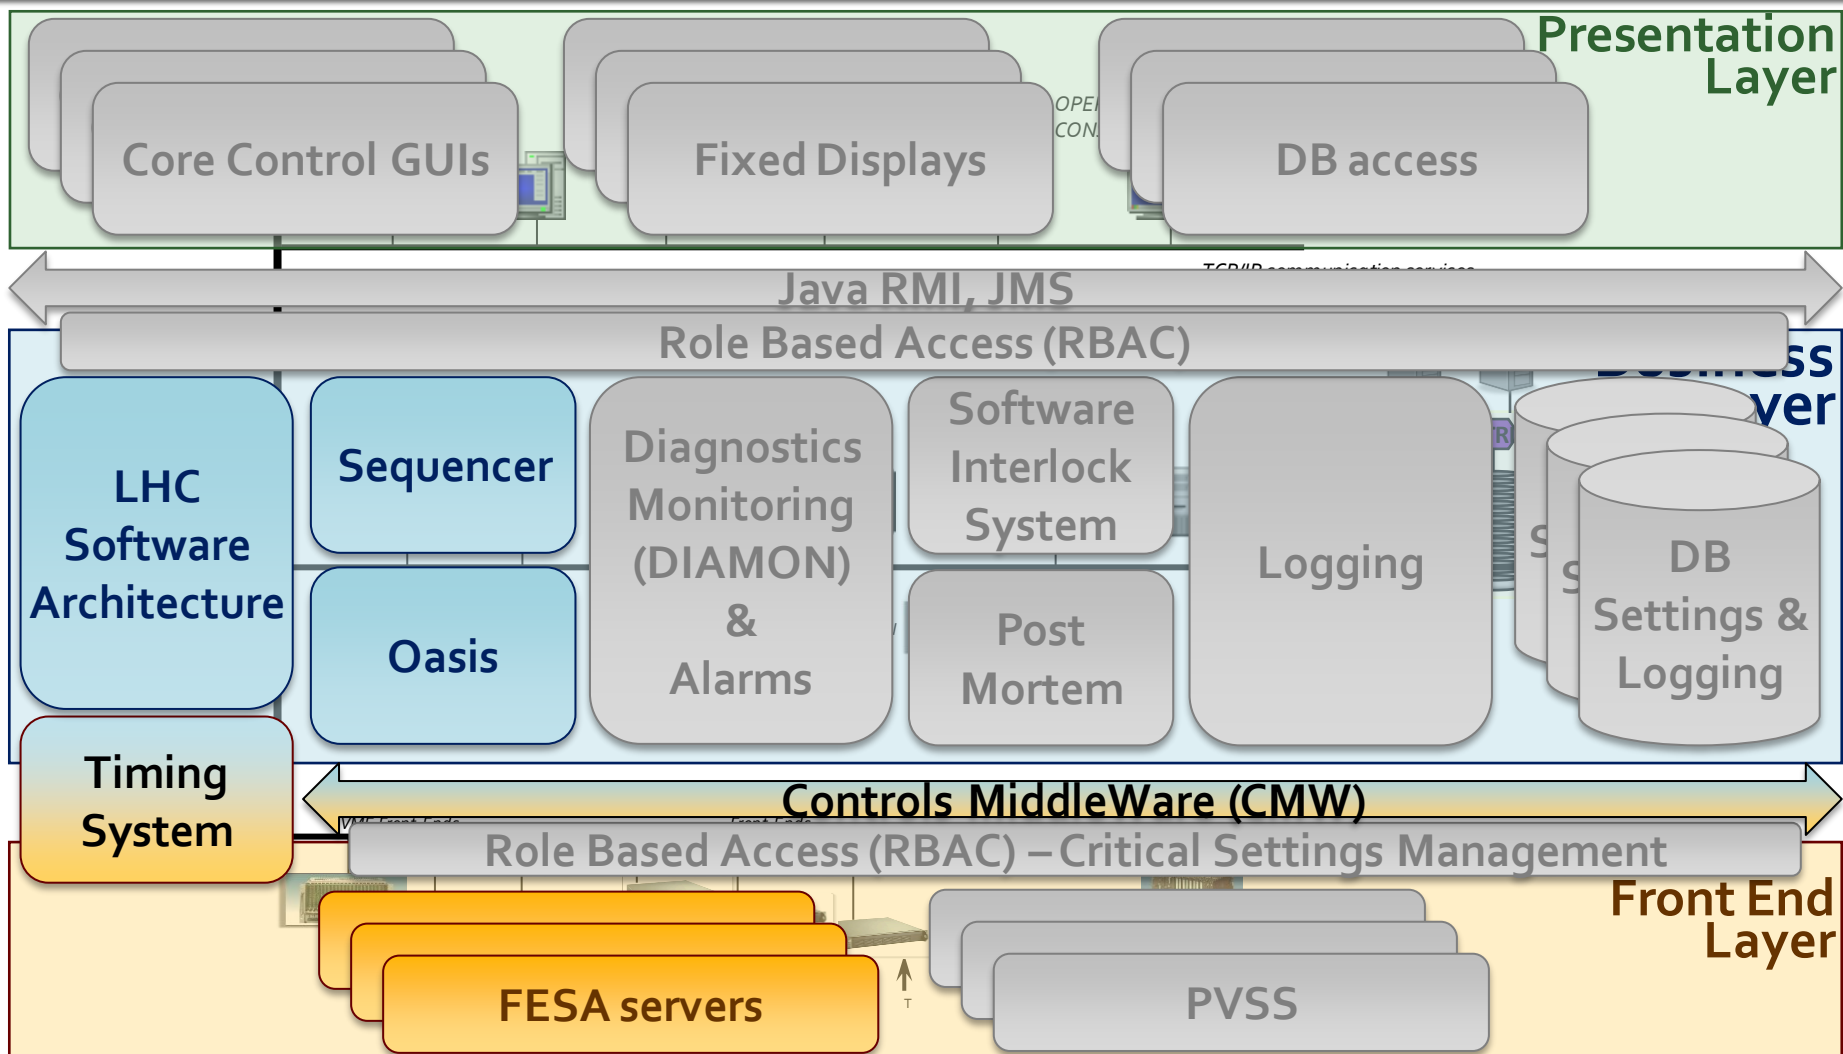 Presentation
Layer
Core Control GUIs
Fixed Displays
DB access
Java RMI, JMS
Role Based Access (RBAC)
LHC
Software
Architecture
Sequencer
Oasis
Diagnostics
Monitoring
(DIAMON)
&
Alarms
Software
Interlock
System
Post
Mortem
Logging
DB
Settings &
Logging
Timing
System
Controls MiddleWare (CMW)
Role Based Access (RBAC) – Critical Settings Management
Front End
Layer
FESA servers
T
PVSS